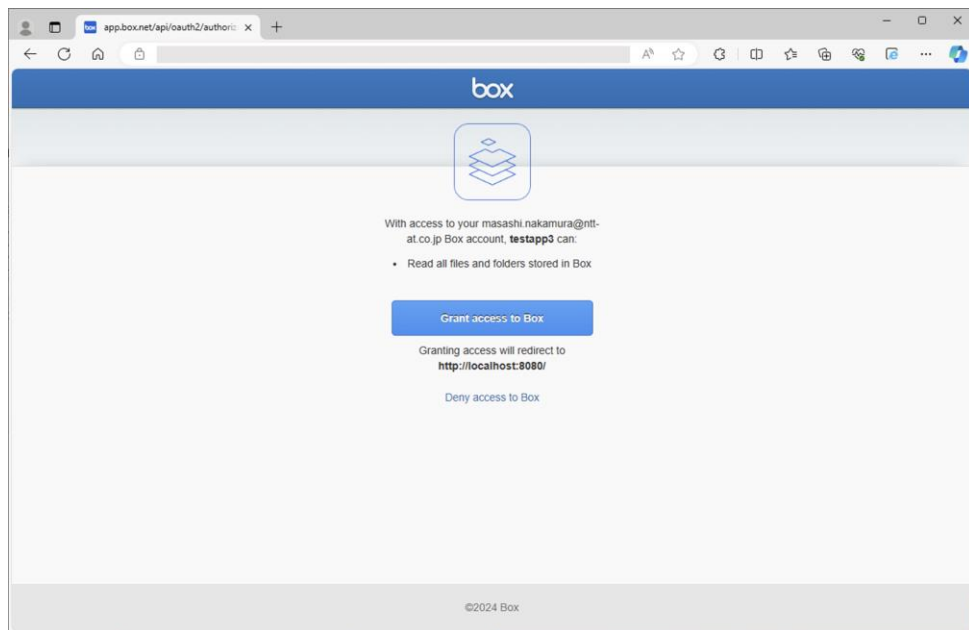 app.box.net/api/oauth2/authoriz
box
With access to your masashi.nakamura@ntt-
at.co.jp Box account, testapp3 can:
• Read all files and folders stored in Box
Grant access to Box
Granting access will redirect to
http://localhost:8080/
Deny access to Box
©2024 Box